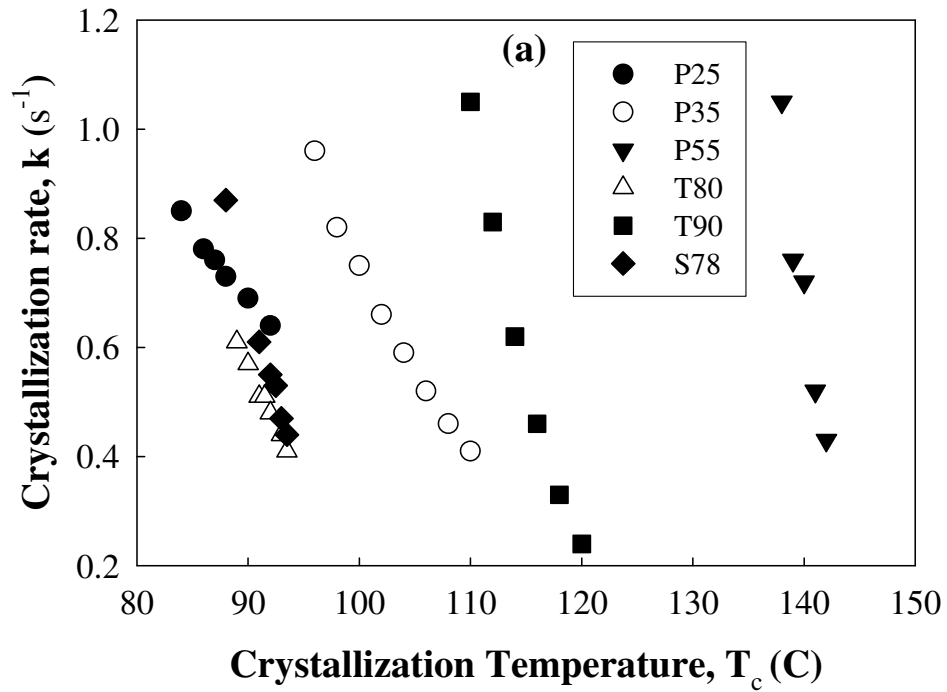 (a)
P25
P35
P55
T80
T90
S78
Crystallization rate, k (s⁻¹)
1.2
1.0
0.8
0.6
0.4
0.2
80 90 100 110 120 130 140 150
Crystallization Temperature, T_c (C)